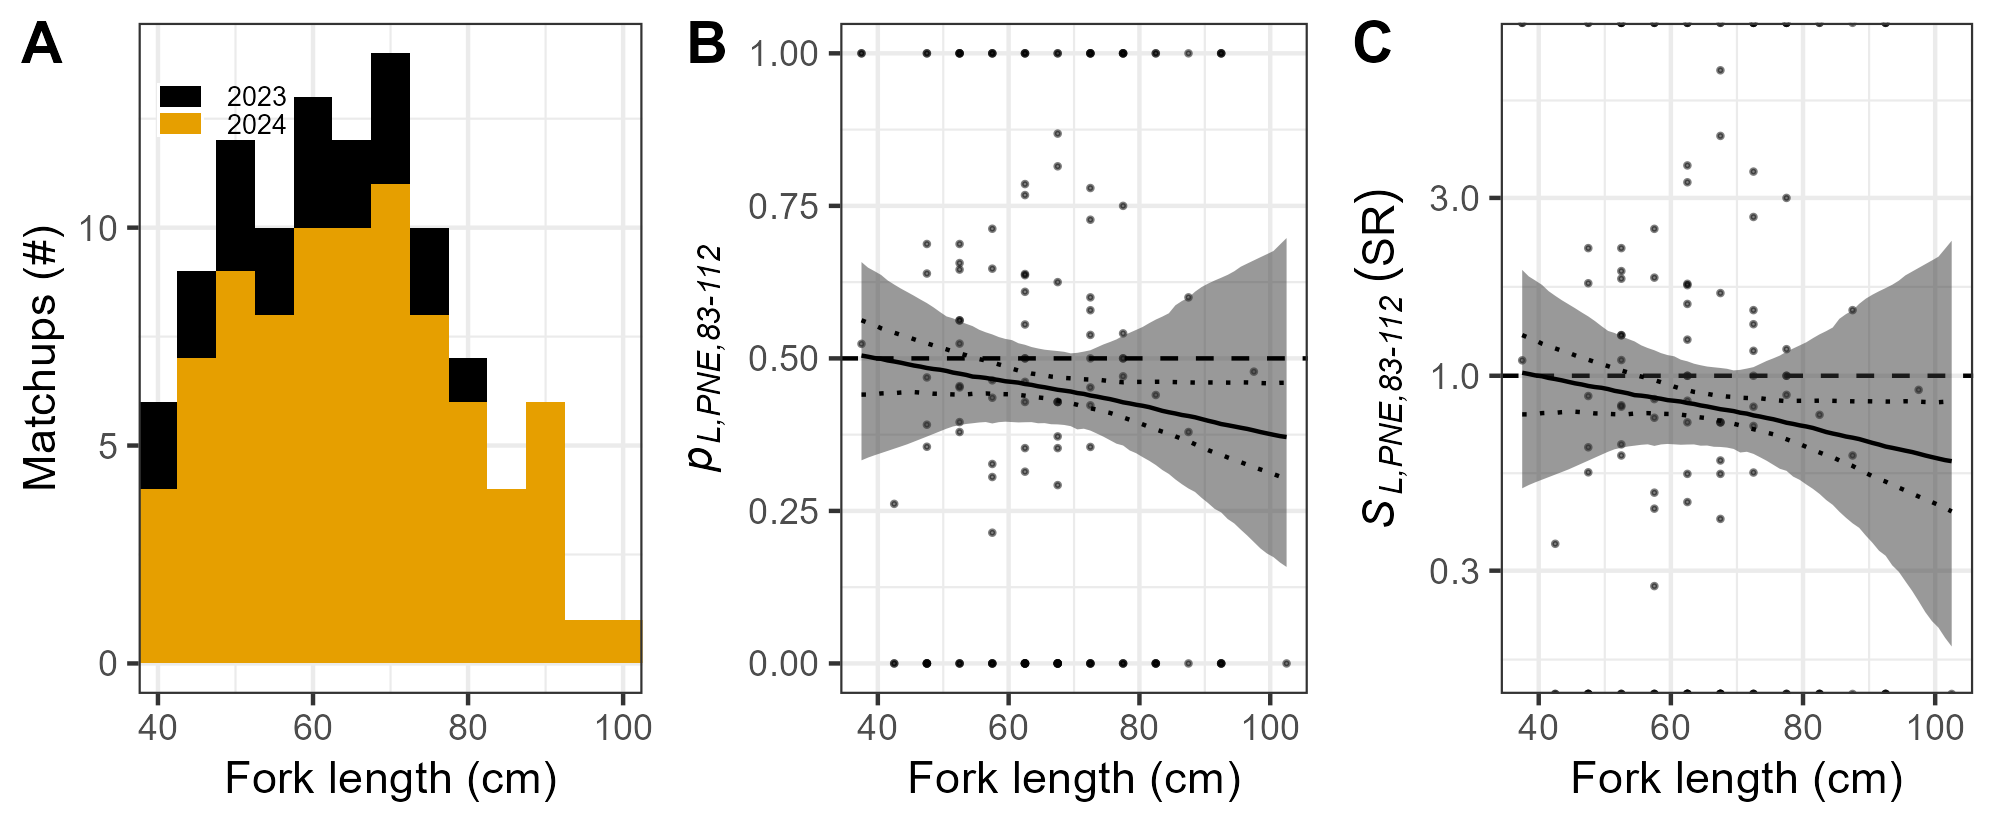 A
2023
2024
10
5
0
Matchups (#)
40 60 80 100
Fork length (cm)
B
1.00
0.75
0.50
0.25
0.00
p L,PNE,83-112
40 60 80 100
Fork length (cm)
C
3.0
1.0
0.3
S L,PNE,83-112 (SR)
40 60 80 100
Fork length (cm)